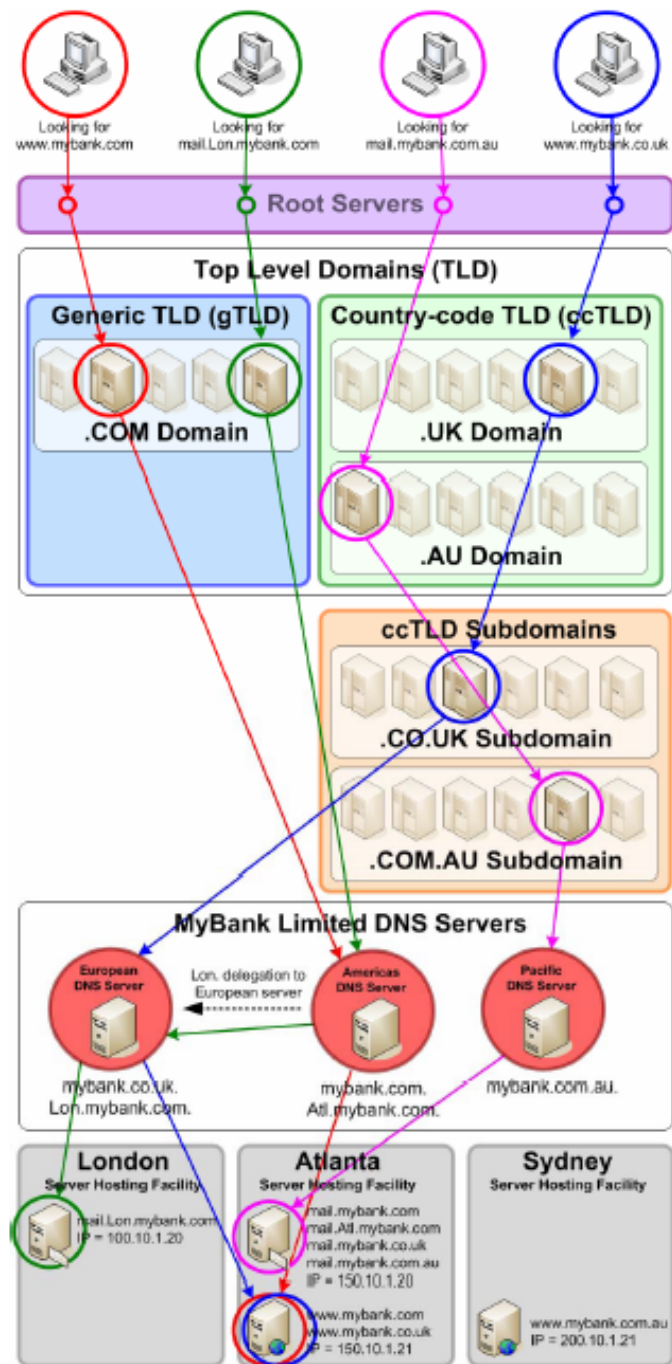 Looking for
www.mybank.com
Looking for
mail.Lon.mybank.com
Looking for
mail.mybank.com.au
Looking for
www.mybank.co.uk
Root Servers
Top Level Domains (TLD)
Generic TLD (gTLD)
Country-code TLD (ccTLD)
.COM Domain
.UK Domain
.AU Domain
ccTLD Subdomains
.CO.UK Subdomain
.COM.AU Subdomain
MyBank Limited DNS Servers
European
DNS Server
Lon. delegation to
European server
Americas
DNS Server
Pacific
DNS Server
mybank.co.uk.
Lon.mybank.com.
mybank.com.
Atl.mybank.com.
mybank.com.au.
London
Server Hosting Facility
mail.Lon.mybank.com
IP = 100.10.1.20
Atlanta
Server Hosting Facility
mail.mybank.com
mail.Atl.mybank.com
mail.mybank.co.uk
mail.mybank.com.au
IP = 150.10.1.20
www.mybank.com
www.mybank.co.uk
IP = 150.10.1.21
Sydney
Server Hosting Facility
www.mybank.com.au
IP = 200.10.1.21